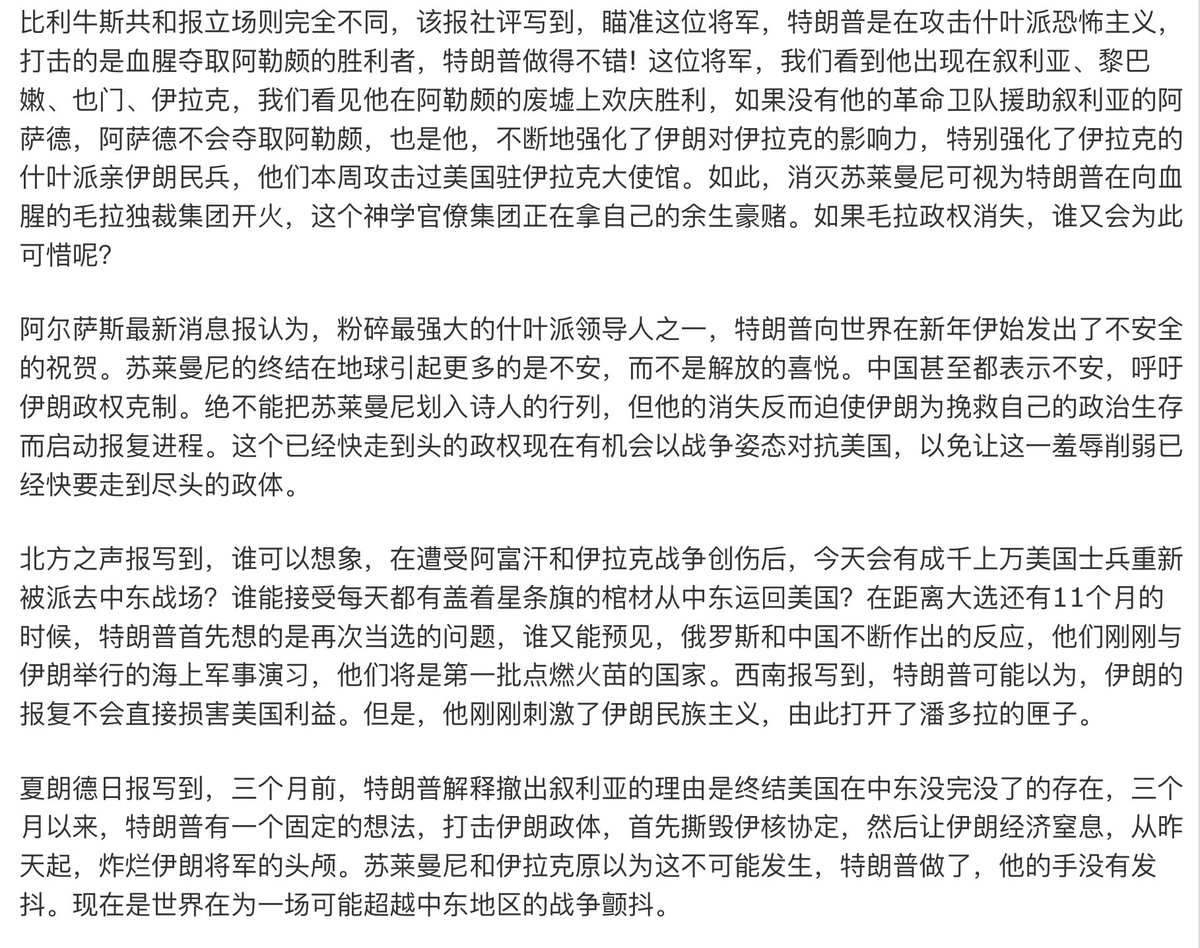 比利牛斯共和报立场则完全不同，该报社评写到，瞄准这位将军，特朗普是在攻击什叶派恐怖主义，
打击的是血腥夺取阿勒颇的胜利者，特朗普做得不错! 这位将军，我们看到他出现在叙利亚、黎巴
嫩、也门、伊拉克，我们看见他在阿勒颇的废墟上欢庆胜利，如果没有他的革命卫队援助叙利亚的阿
萨德，阿萨德不会夺取阿勒颇，也是他，不断地强化了伊朗对伊拉克的影响力，特别强化了伊拉克的
什叶派亲伊朗民兵，他们本周攻击过美国驻伊拉克大使馆。如此，消灭苏莱曼尼可视为特朗普在向血
腥的毛拉独裁集团开火，这个神学官僚集团正在拿自己的余生豪赌。如果毛拉政权消失，谁又会为此
可惜呢?
阿尔萨斯最新消息报认为，粉碎最强大的什叶派领导人之一，特朗普向世界在新年伊始发出了不安全
的祝贺。苏莱曼尼的终结在地球引起更多的是不安，而不是解放的喜悦。中国甚至都表示不安，呼吁
伊朗政权克制。绝不能把苏莱曼尼划入诗人的行列，但他的消失反而迫使伊朗为挽救自己的政治生存
而启动报复进程。这个已经快走到头的政权现在有机会以战争姿态对抗美国，以免让这一羞辱削弱已
经快要走到尽头的政体。
北方之声报写到，谁可以想象，在遭受阿富汗和伊拉克战争创伤后，今天会有成千上万美国士兵重新
被派去中东战场？谁能接受每天都有盖着星条旗的棺材从中东运回美国？在距离大选还有11个月的
时候，特朗普首先想的是再次当选的问题，谁又能预见，俄罗斯和中国不断作出的反应，他们刚刚与
伊朗举行的海上军事演习，他们将是第一批点燃火苗的国家。西南报写到，特朗普可能以为，伊朗的
报复不会直接损害美国利益。但是，他刚刚刺激了伊朗民族主义，由此打开了潘多拉的匣子。
夏朗德日报写到，三个月前，特朗普解释撤出叙利亚的理由是终结美国在中东没完没了的存在，三个
月以来，特朗普有一个固定的想法，打击伊朗政体，首先撕毁伊核协定，然后让伊朗经济窒息，从昨
天起，炸烂伊朗将军的头颅。苏莱曼尼和伊拉克原以为这不可能发生，特朗普做了，他的手没有发
抖。现在是世界在为一场可能超越中东地区的战争颤抖。